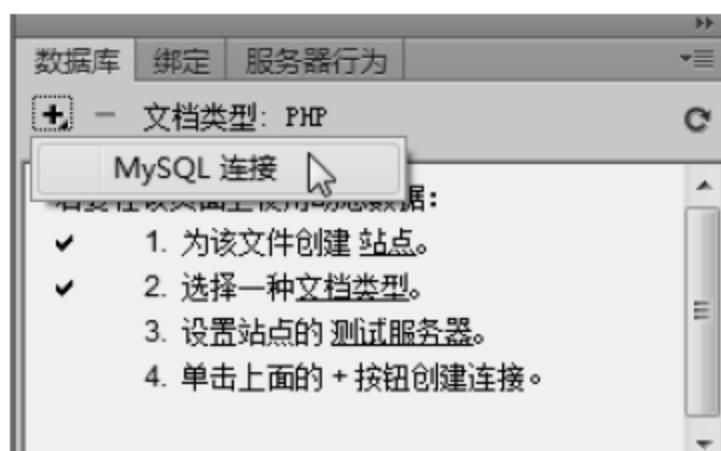 数据库 绑定 服务器行为
文档类型: PHP
MySQL 连接
据:
1. 为该文件创建 站点。
2. 选择一种文档类型。
3. 设置站点的 测试服务器。
4. 单击上面的 + 按钮创建连接。